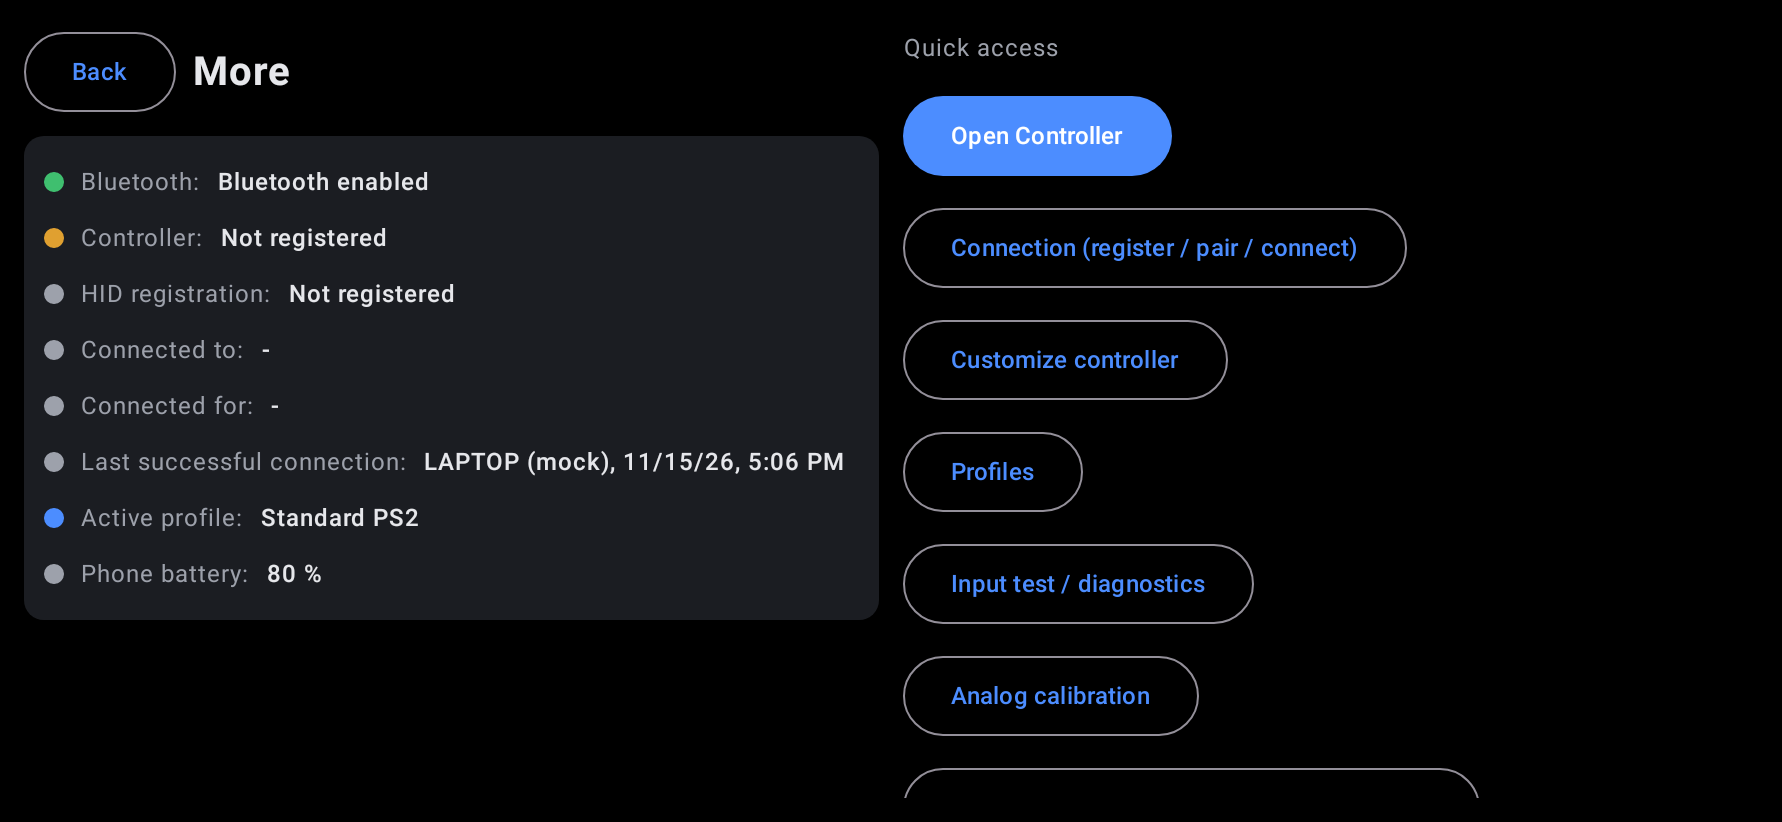 Back
More
Bluetooth: Bluetooth enabled
Controller: Not registered
HID registration: Not registered
Connected to: -
Connected for: -
Last successful connection: LAPTOP (mock), 11/15/26, 5:06 PM
Active profile: Standard PS2
Phone battery: 80 %
Quick access
Open Controller
Connection (register / pair / connect)
Customize controller
Profiles
Input test / diagnostics
Analog calibration